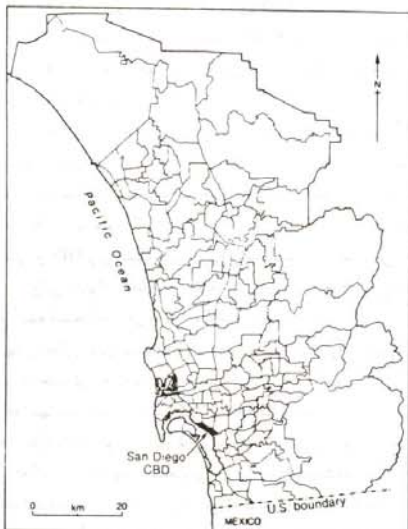 N
Pacific Ocean
San Diego
CBD
0 km 20
U.S. boundary
MEXICO